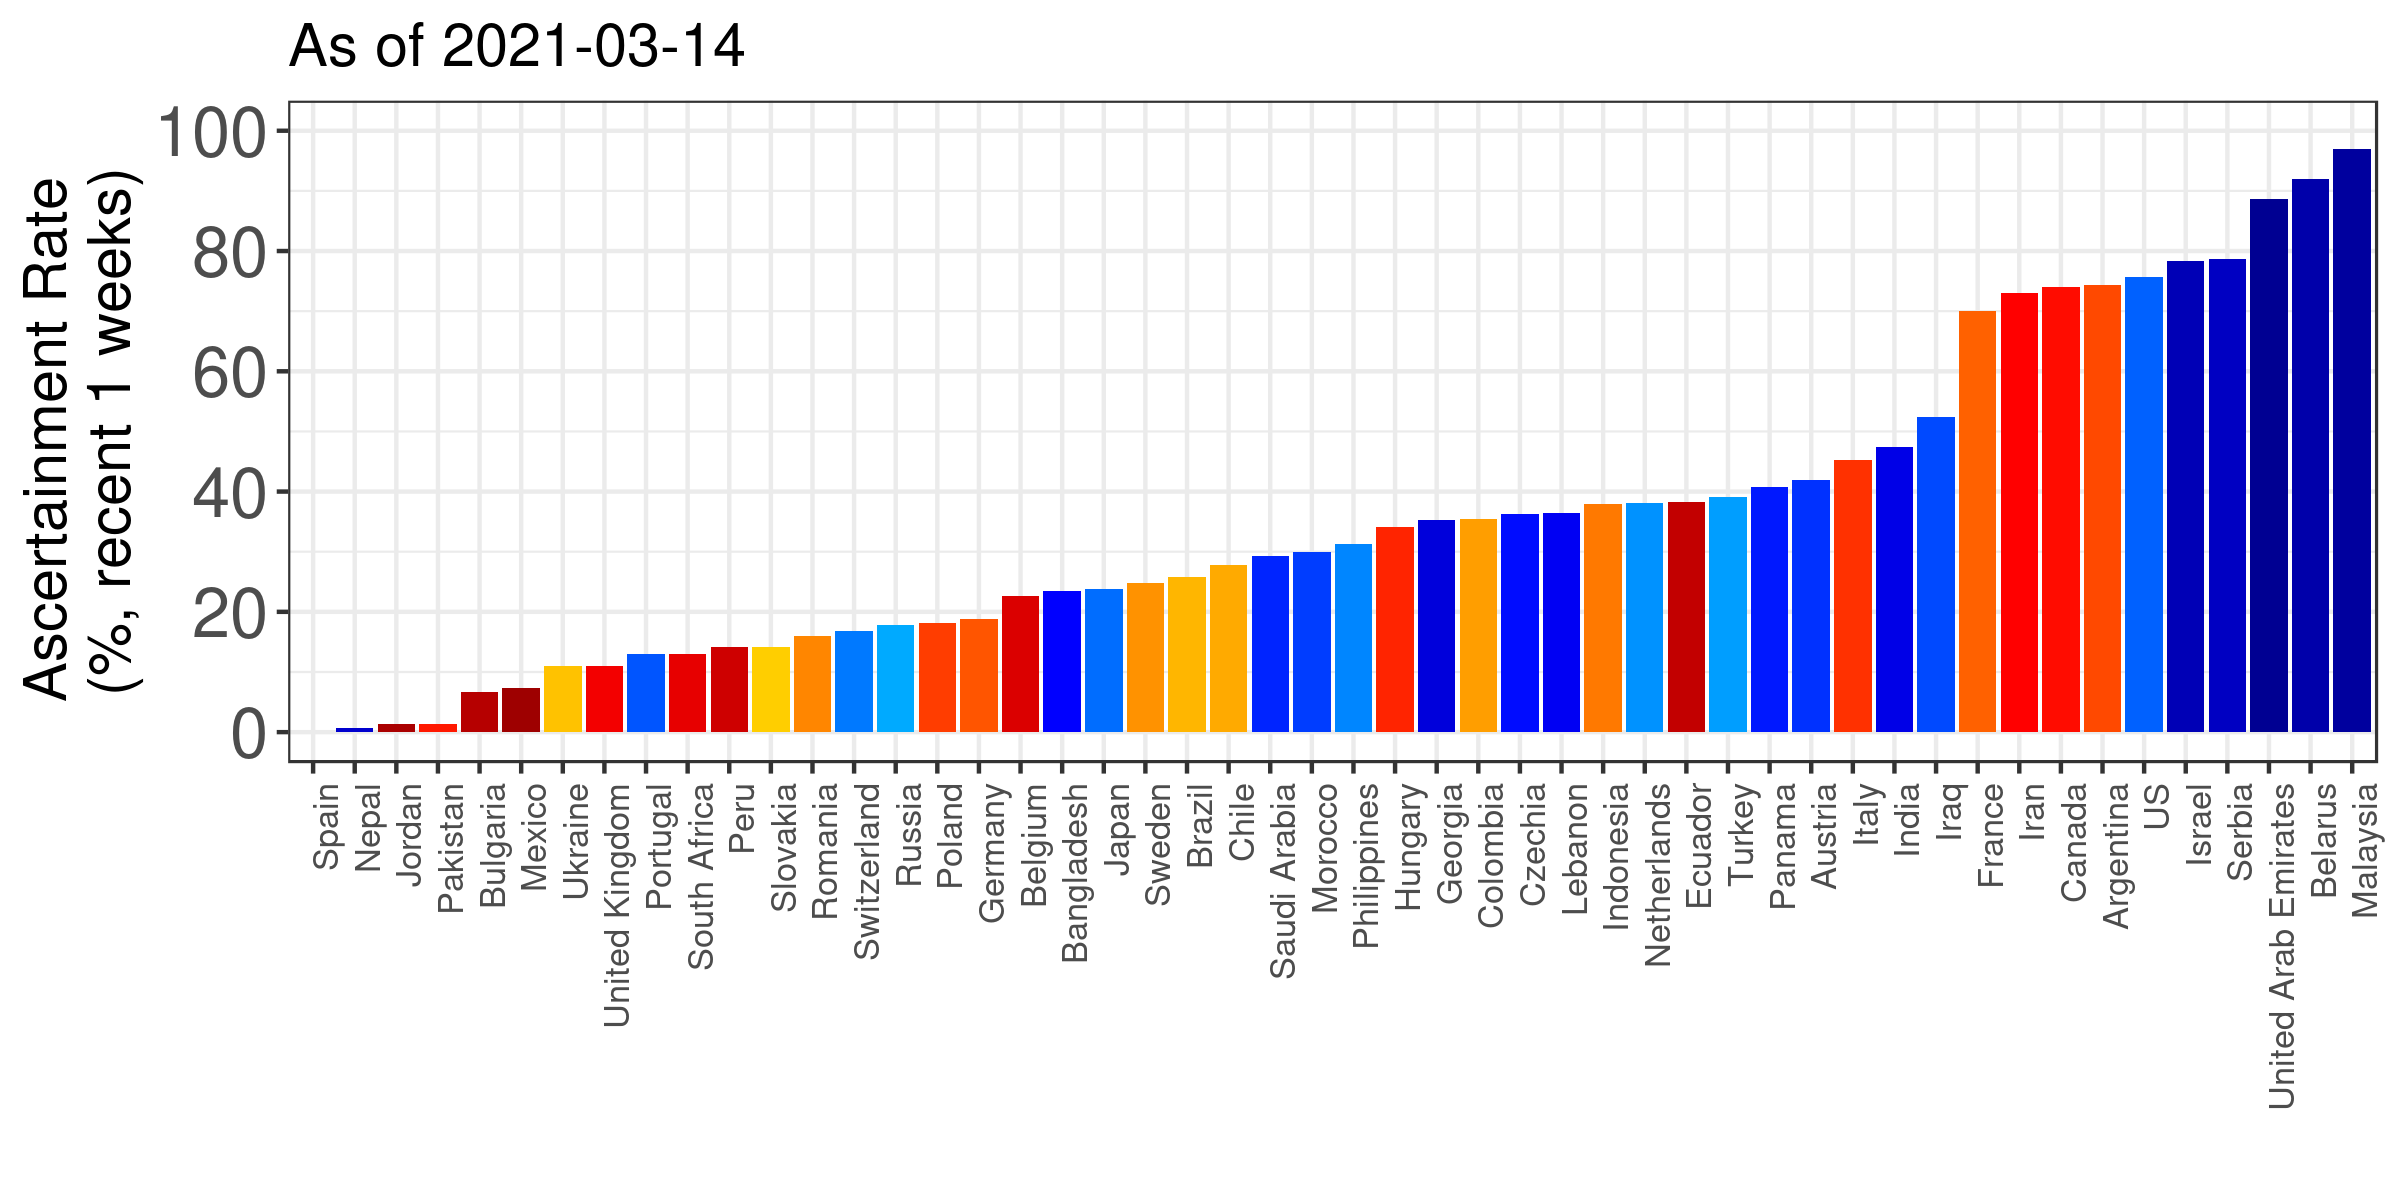 As of 2021-03-14
Ascertainment Rate
(%, recent 1 weeks)
100
80
60
40
20
0
Spain
Nepal
Jordan
Pakistan
Bulgaria
Mexico
Ukraine
United Kingdom
Portugal
South Africa
Peru
Slovakia
Romania
Switzerland
Russia
Poland
Germany
Belgium
Bangladesh
Japan
Sweden
Brazil
Chile
Saudi Arabia
Morocco
Philippines
Hungary
Georgia
Colombia
Czechia
Lebanon
Indonesia
Netherlands
Ecuador
Turkey
Panama
Austria
Italy
India
Iraq
France
Iran
Canada
Argentina
US
Israel
Serbia
United Arab Emirates
Belarus
Malaysia